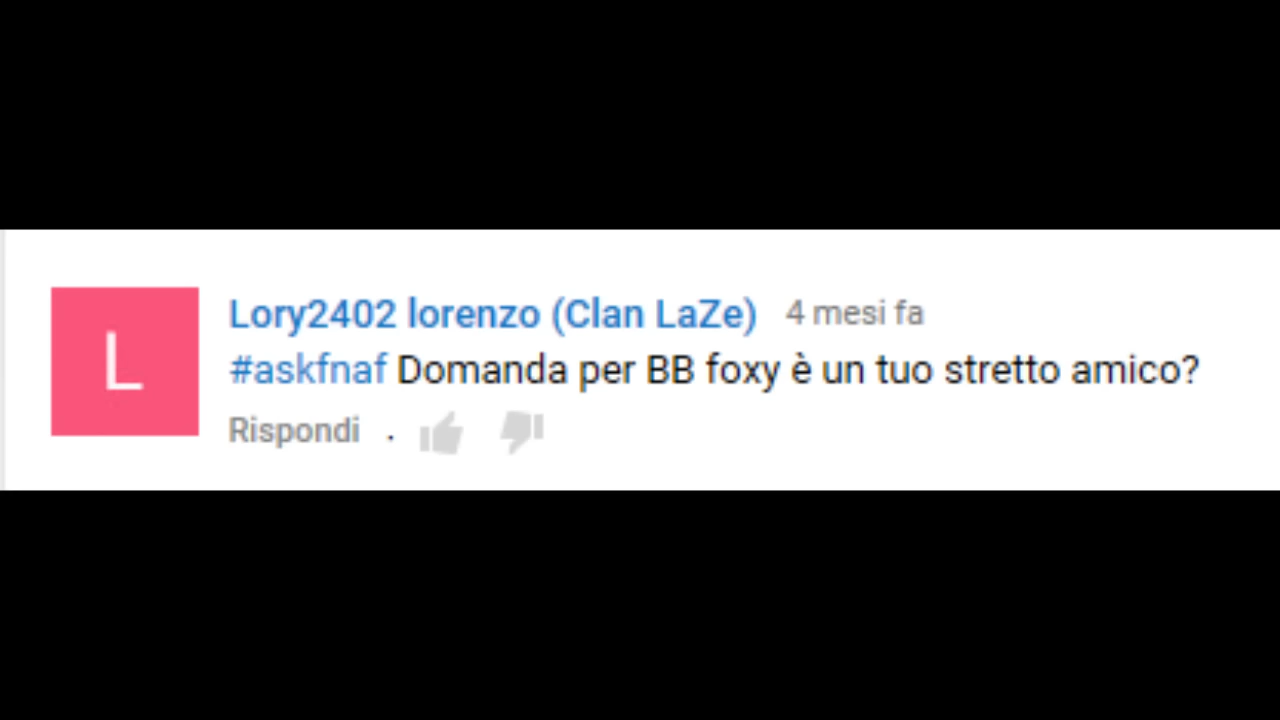 L
Lory2402 lorenzo (Clan LaZe) 4 mesi fa
#askfnaf Domanda per BB foxy è un tuo stretto amico?
Rispondi .